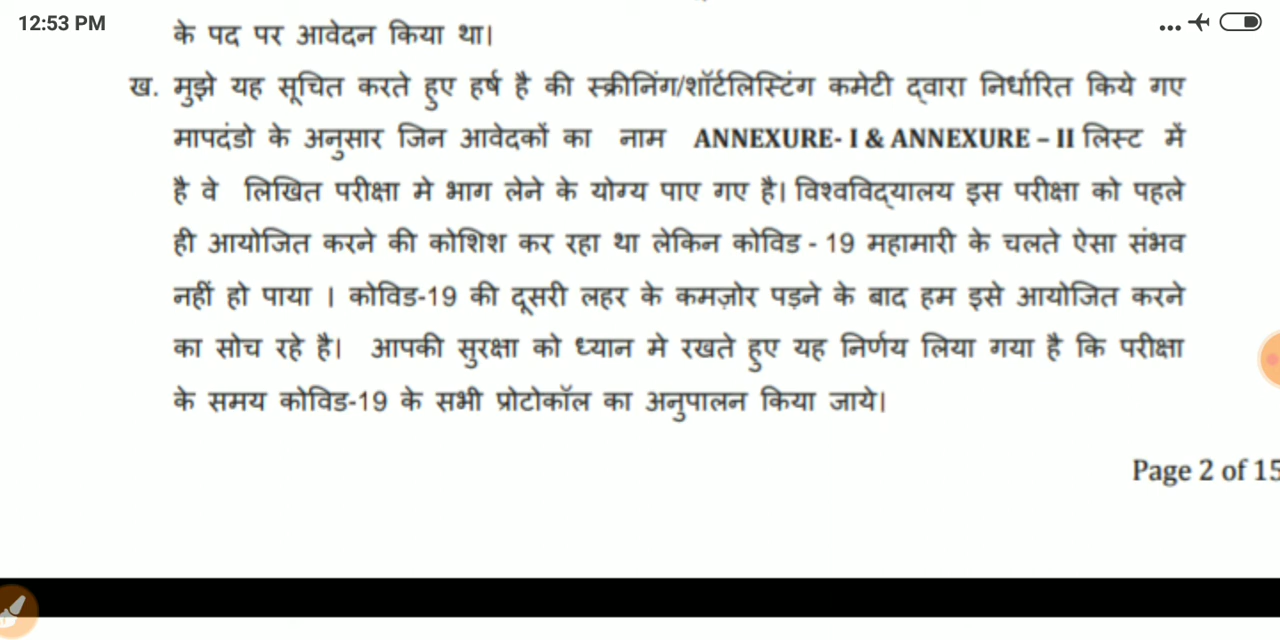 12:53 PM
के पद पर आवेदन किया था।
ख. मुझे यह सूचित करते हुए हर्ष है की स्क्रीनिंग/शॉर्टलिस्टिंग कमेटी द्वारा निर्धारित किये गए
मापदंडो के अनुसार जिन आवेदकों का नाम ANNEXURE- I & ANNEXURE – II लिस्ट में
है वे लिखित परीक्षा मे भाग लेने के योग्य पाए गए है। विश्वविद्यालय इस परीक्षा को पहले
ही आयोजित करने की कोशिश कर रहा था लेकिन कोविड - 19 महामारी के चलते ऐसा संभव
नहीं हो पाया । कोविड-19 की दूसरी लहर के कमज़ोर पड़ने के बाद हम इसे आयोजित करने
का सोच रहे है। आपकी सुरक्षा को ध्यान मे रखते हुए यह निर्णय लिया गया है कि परीक्षा
के समय कोविड-19 के सभी प्रोटोकॉल का अनुपालन किया जाये।
Page 2 of 15